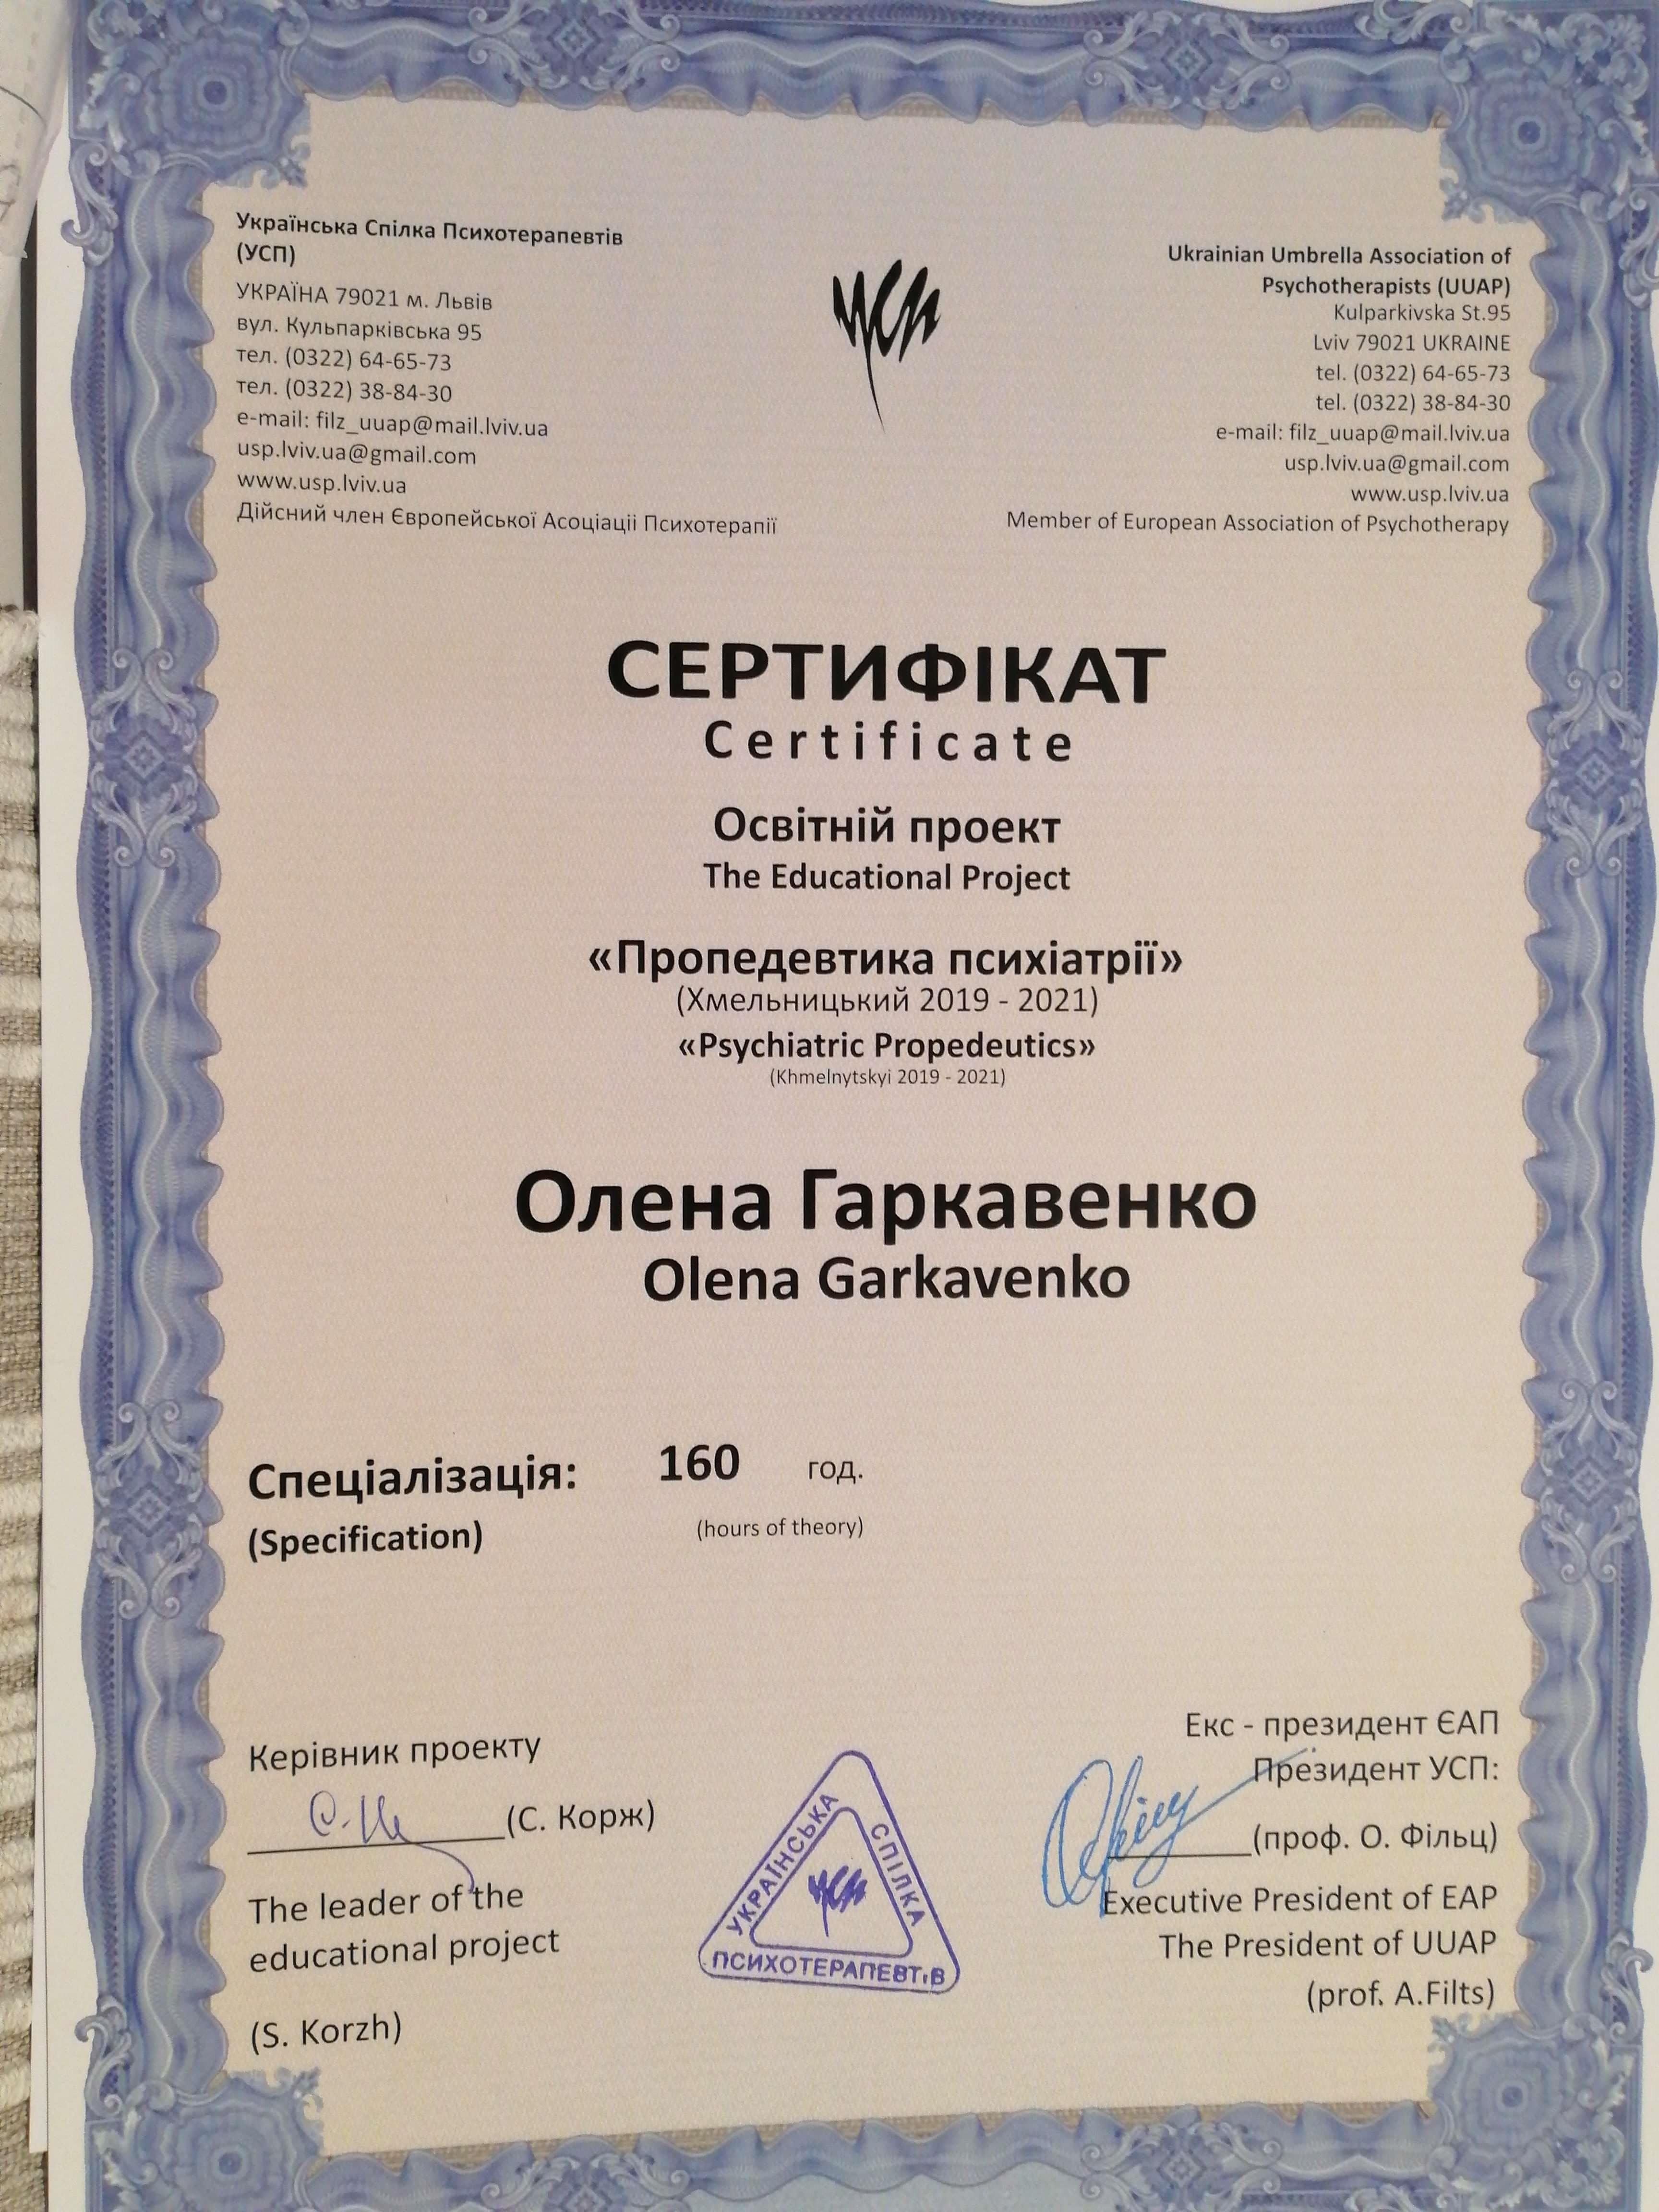 Українська Спілка Психотерапевтів
(УСП)
УКРАЇНА 79021 м. Львів
вул. Кульпарківська 95
тел. (0322) 64-65-73
тел. (0322) 38-84-30
e-mail: filz_uuap@mail.lviv.ua
usp.lviv.ua@gmail.com
www.usp.lviv.ua
Дійсний член Європейської Асоціації Психотерапії
усп
Ukrainian Umbrella Association of
Psychotherapists (UUAP)
Kulparkivska St.95
Lviv 79021 UKRAINE
tel. (0322) 64-65-73
tel. (0322) 38-84-30
e-mail: filz_uuap@mail.lviv.ua
usp.lviv.ua@gmail.com
www.usp.lviv.ua
Member of European Association of Psychotherapy
СЕРТИФІКАТ
Certificate
Освітній проект
The Educational Project
«Пропедевтика психіатрії»
(Хмельницький 2019 - 2021)
«Psychiatric Propedeutics»
(Khmelnytskyi 2019 - 2021)
Олена Гаркавенко
Olena Garkavenko
Спеціалізація: 160 год.
(Specification) (hours of theory)
Керівник проекту
(С. Корж)
The leader of the
educational project
(S. Korzh)
УКРАЇНСЬКА
СПІЛКА
ПСИХОТЕРАПЕВТІВ
усп
Екс - президент ЄАП
Президент УСП:
(проф. О. Фільц)
Executive President of EAP
The President of UUAP
(prof. A.Filts)